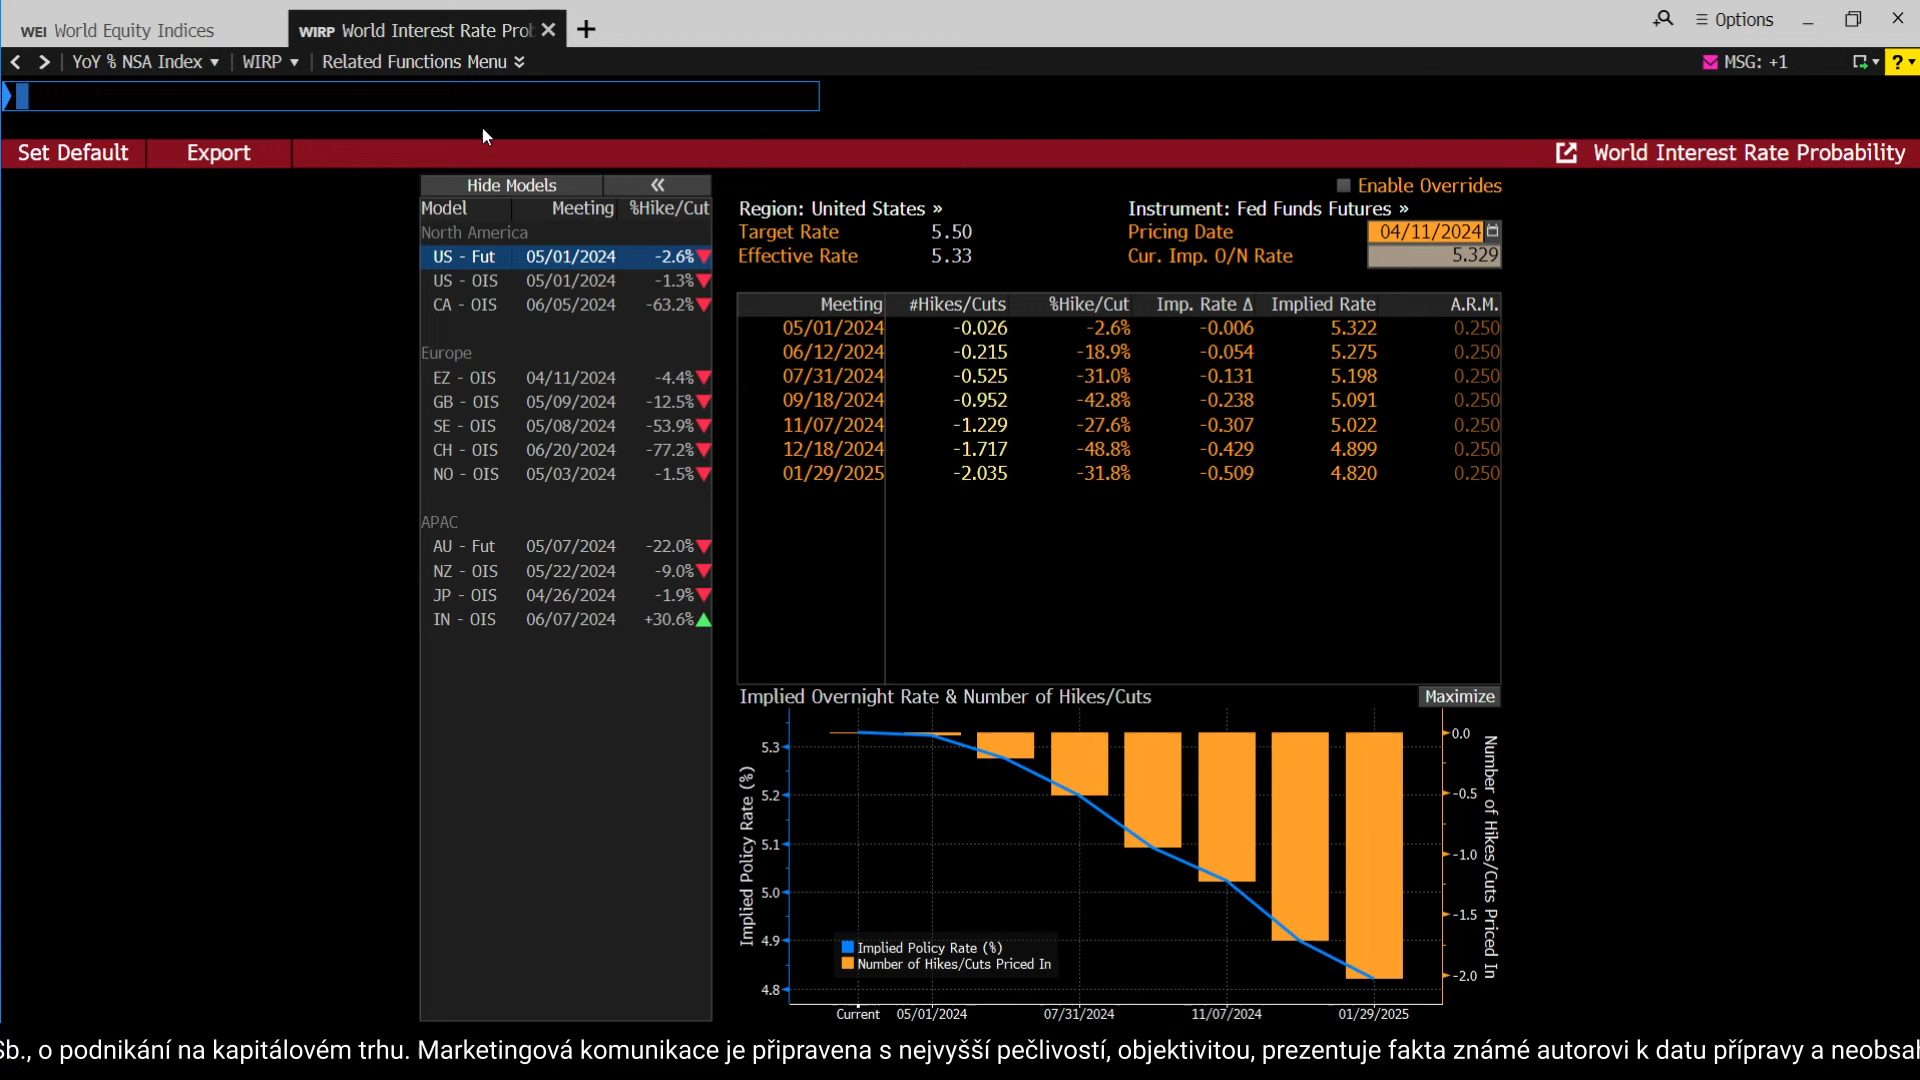 WEI World Equity Indices
WIRP World Interest Rate Pro
Options
YoY % NSA Index WIRP Related Functions Menu
MSG: +1
?
Set Default Export World Interest Rate Probability
Hide Models «
Model Meeting %Hike/Cut
North America
US - Fut 05/01/2024 -2.6%
US - OIS 05/01/2024 -1.3%
CA - OIS 06/05/2024 -63.2%
Europe
EZ - OIS 04/11/2024 -4.4%
GB - OIS 05/09/2024 -12.5%
SE - OIS 05/08/2024 -53.9%
CH - OIS 06/20/2024 -77.2%
NO - OIS 05/03/2024 -1.5%
APAC
AU - Fut 05/07/2024 -22.0%
NZ - OIS 05/22/2024 -9.0%
JP - OIS 04/26/2024 -1.9%
IN - OIS 06/07/2024 +30.6%
Enable Overrides
Region: United States » Instrument: Fed Funds Futures »
Target Rate 5.50 Pricing Date 04/11/2024
Effective Rate 5.33 Cur. Imp. O/N Rate 5.329
Meeting #Hikes/Cuts %Hike/Cut Imp. Rate Δ Implied Rate A.R.M.
05/01/2024 -0.026 -2.6% -0.006 5.322 0.250
06/12/2024 -0.215 -18.9% -0.054 5.275 0.250
07/31/2024 -0.525 -31.0% -0.131 5.198 0.250
09/18/2024 -0.952 -42.8% -0.238 5.091 0.250
11/07/2024 -1.229 -27.6% -0.307 5.022 0.250
12/18/2024 -1.717 -48.8% -0.429 4.899 0.250
01/29/2025 -2.035 -31.8% -0.509 4.820 0.250
Implied Overnight Rate & Number of Hikes/Cuts Maximize
Implied Policy Rate (%)
5.3
5.2
5.1
5.0
4.9
4.8
Implied Policy Rate (%)
Number of Hikes/Cuts Priced In
0.0
-0.5
-1.0
-1.5
-2.0
Number of Hikes/Cuts Priced In
Current 05/01/2024 07/31/2024 11/07/2024 01/29/2025
Sb., o podnikání na kapitálovém trhu. Marketingová komunikace je připravena s nejvyšší pečlivostí, objektivitou, prezentuje fakta známé autorovi k datu přípravy a neobsah